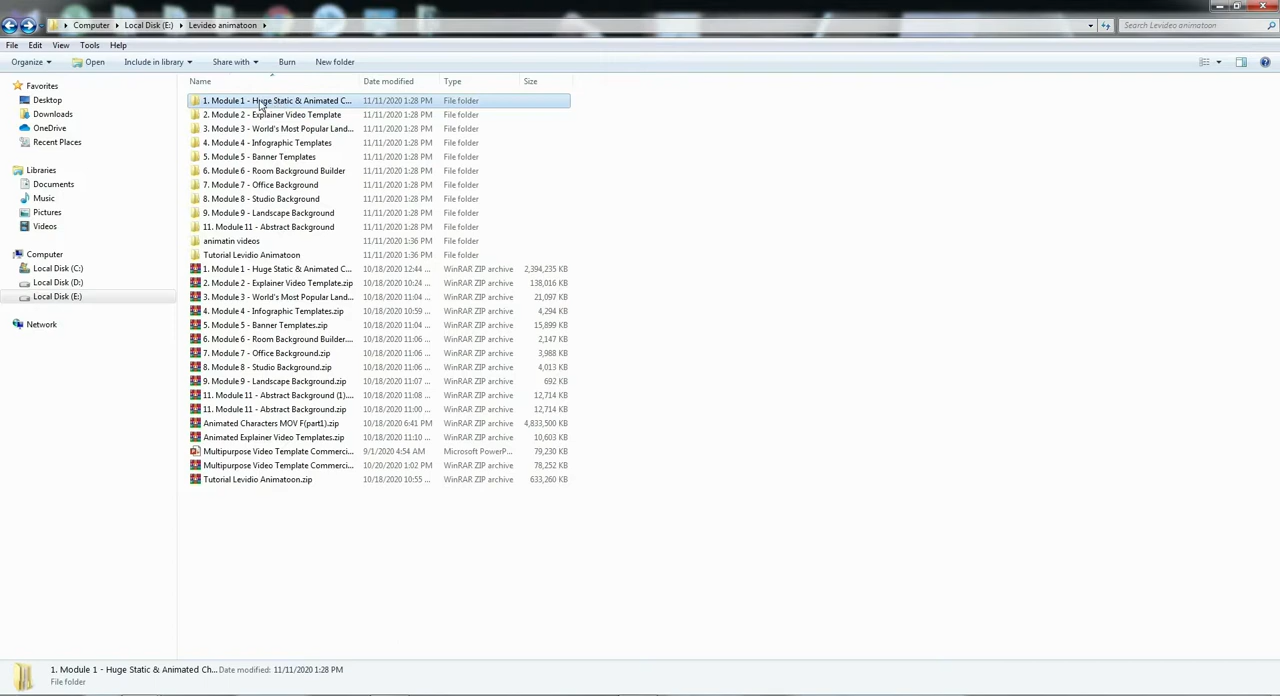 Computer ▸ Local Disk (E:) ▸ Levideo animatoon ▸
Search Levideo animatoon
File Edit View Tools Help
Organize Open Include in library Share with Burn New folder
Name Date modified Type Size
Favorites
Desktop
Downloads
OneDrive
Recent Places
Libraries
Documents
Music
Pictures
Videos
Computer
Local Disk (C:)
Local Disk (D:)
Local Disk (E:)
Network
1. Module 1 - Huge Static & Animated C... 11/11/2020 1:28 PM File folder
2. Module 2 - Explainer Video Template 11/11/2020 1:28 PM File folder
3. Module 3 - World's Most Popular Land... 11/11/2020 1:28 PM File folder
4. Module 4 - Infographic Templates 11/11/2020 1:28 PM File folder
5. Module 5 - Banner Templates 11/11/2020 1:28 PM File folder
6. Module 6 - Room Background Builder 11/11/2020 1:28 PM File folder
7. Module 7 - Office Background 11/11/2020 1:28 PM File folder
8. Module 8 - Studio Background 11/11/2020 1:28 PM File folder
9. Module 9 - Landscape Background 11/11/2020 1:28 PM File folder
11. Module 11 - Abstract Background 11/11/2020 1:28 PM File folder
animatin videos 11/11/2020 1:36 PM File folder
Tutorial Levidio Animatoon 11/11/2020 1:36 PM File folder
1. Module 1 - Huge Static & Animated C... 10/18/2020 12:44 ... WinRAR ZIP archive 2,394,235 KB
2. Module 2 - Explainer Video Template.zip 10/18/2020 10:24 ... WinRAR ZIP archive 138,016 KB
3. Module 3 - World's Most Popular Land... 10/18/2020 11:04 ... WinRAR ZIP archive 21,097 KB
4. Module 4 - Infographic Templates.zip 10/18/2020 10:59 ... WinRAR ZIP archive 4,294 KB
5. Module 5 - Banner Templates.zip 10/18/2020 11:04 ... WinRAR ZIP archive 15,899 KB
6. Module 6 - Room Background Builder.... 10/18/2020 11:06 ... WinRAR ZIP archive 2,147 KB
7. Module 7 - Office Background.zip 10/18/2020 11:06 ... WinRAR ZIP archive 3,988 KB
8. Module 8 - Studio Background.zip 10/18/2020 11:06 ... WinRAR ZIP archive 4,013 KB
9. Module 9 - Landscape Background.zip 10/18/2020 11:07 ... WinRAR ZIP archive 692 KB
11. Module 11 - Abstract Background (1).... 10/18/2020 11:08 ... WinRAR ZIP archive 12,714 KB
11. Module 11 - Abstract Background.zip 10/18/2020 11:00 ... WinRAR ZIP archive 12,714 KB
Animated Characters MOV F(part1).zip 10/18/2020 6:41 PM WinRAR ZIP archive 4,833,500 KB
Animated Explainer Video Templates.zip 10/18/2020 11:10 ... WinRAR ZIP archive 10,603 KB
Multipurpose Video Template Commerci... 9/1/2020 4:54 AM Microsoft PowerP... 79,230 KB
Multipurpose Video Template Commerci... 10/20/2020 1:02 PM WinRAR ZIP archive 78,252 KB
Tutorial Levidio Animatoon.zip 10/18/2020 10:55 ... WinRAR ZIP archive 633,260 KB
1. Module 1 - Huge Static & Animated Ch... Date modified: 11/11/2020 1:28 PM
File folder